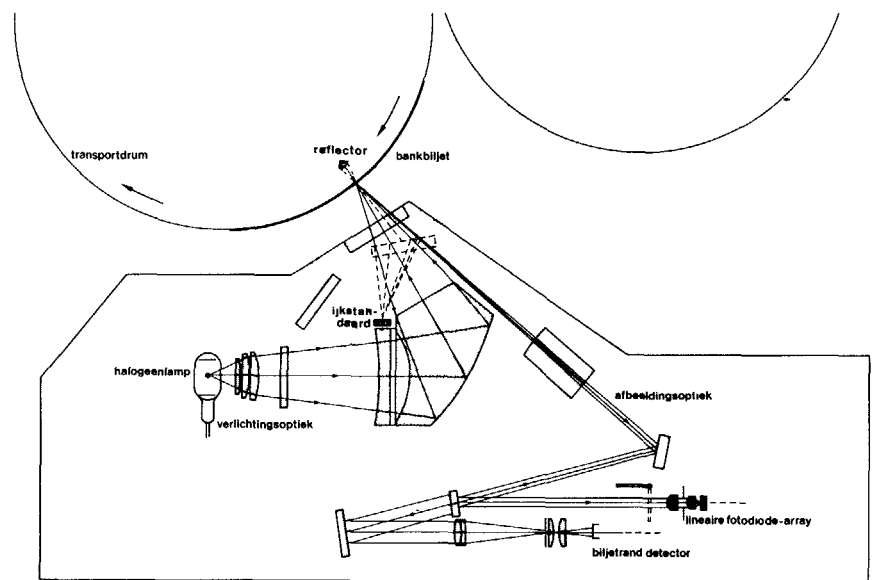 reflector
bankbiljet
transportdrum
ijkstan-
daard
halogeenlamp
verlichtingsoptiek
afbeeldingsoptiek
lineaire fotodiode-array
biljetrand detector